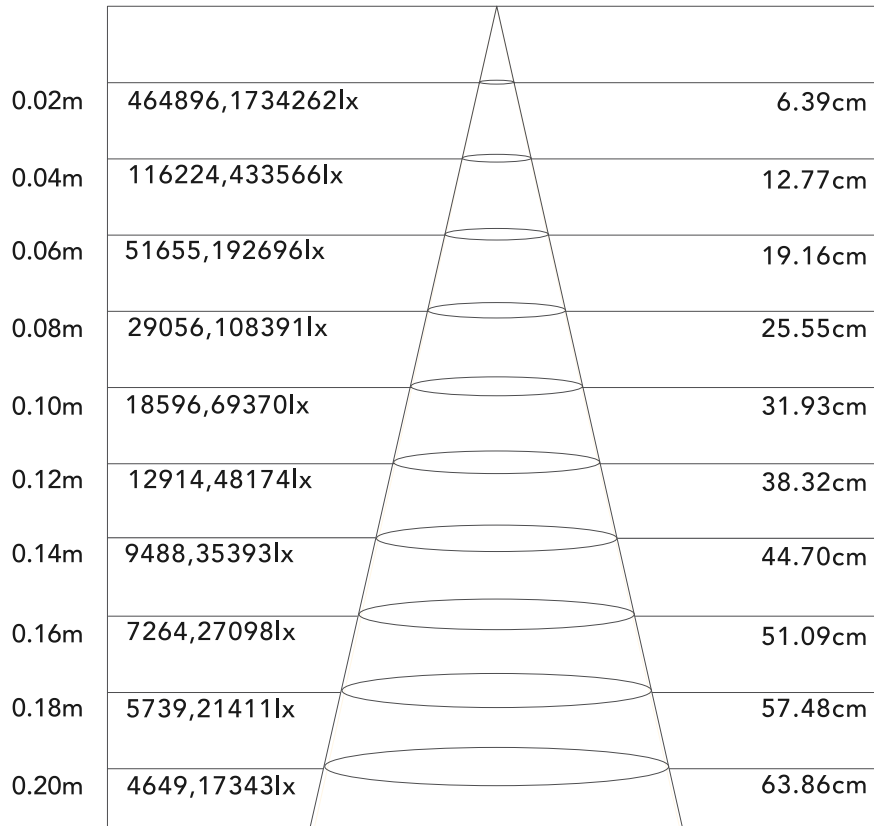 0.02m 464896,1734262lx 6.39cm
0.04m 116224,433566lx 12.77cm
0.06m 51655,192696lx 19.16cm
0.08m 29056,108391lx 25.55cm
0.10m 18596,69370lx 31.93cm
0.12m 12914,48174lx 38.32cm
0.14m 9488,35393lx 44.70cm
0.16m 7264,27098lx 51.09cm
0.18m 5739,21411lx 57.48cm
0.20m 4649,17343lx 63.86cm